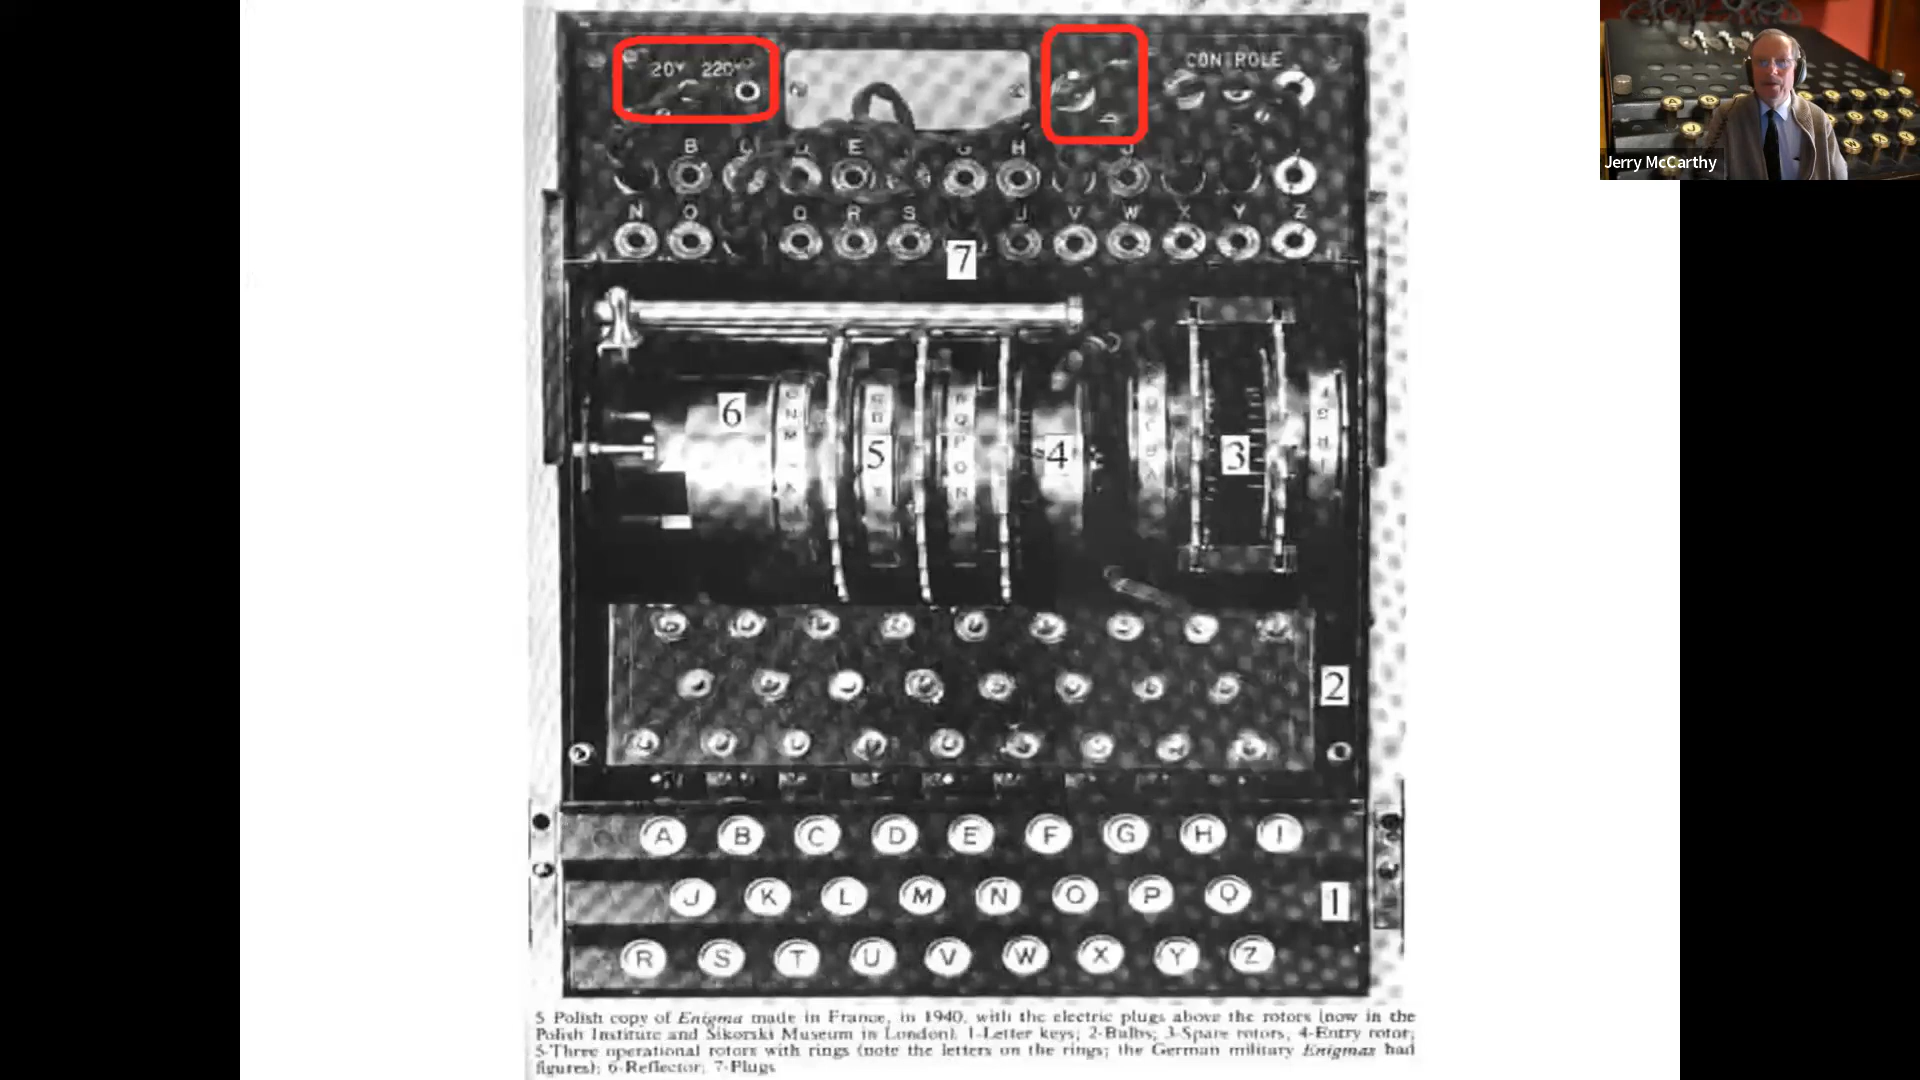 20V 220V
CONTROLE
Jerry McCarthy
B E G H J
N O Q R S U V W X Y Z
7
6
5
4
3
2
A B C D E F G H I
J K L M N O P Q
1
R S T U V W X Y Z
5 Polish copy of Enigma made in France, in 1940, with the electric plugs above the rotors (now in the
Polish Institute and Sikorski Museum in London). 1-Letter keys; 2-Bulbs; 3-Spare rotors, 4-Entry rotor;
5-Three operational rotors with rings (note the letters on the rings; the German military Enigmas had
figures); 6-Reflector; 7-Plugs